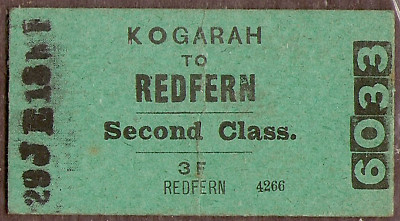 KOGARAH
TO
REDFERN
Second Class.
3F
REDFERN 4266
6033